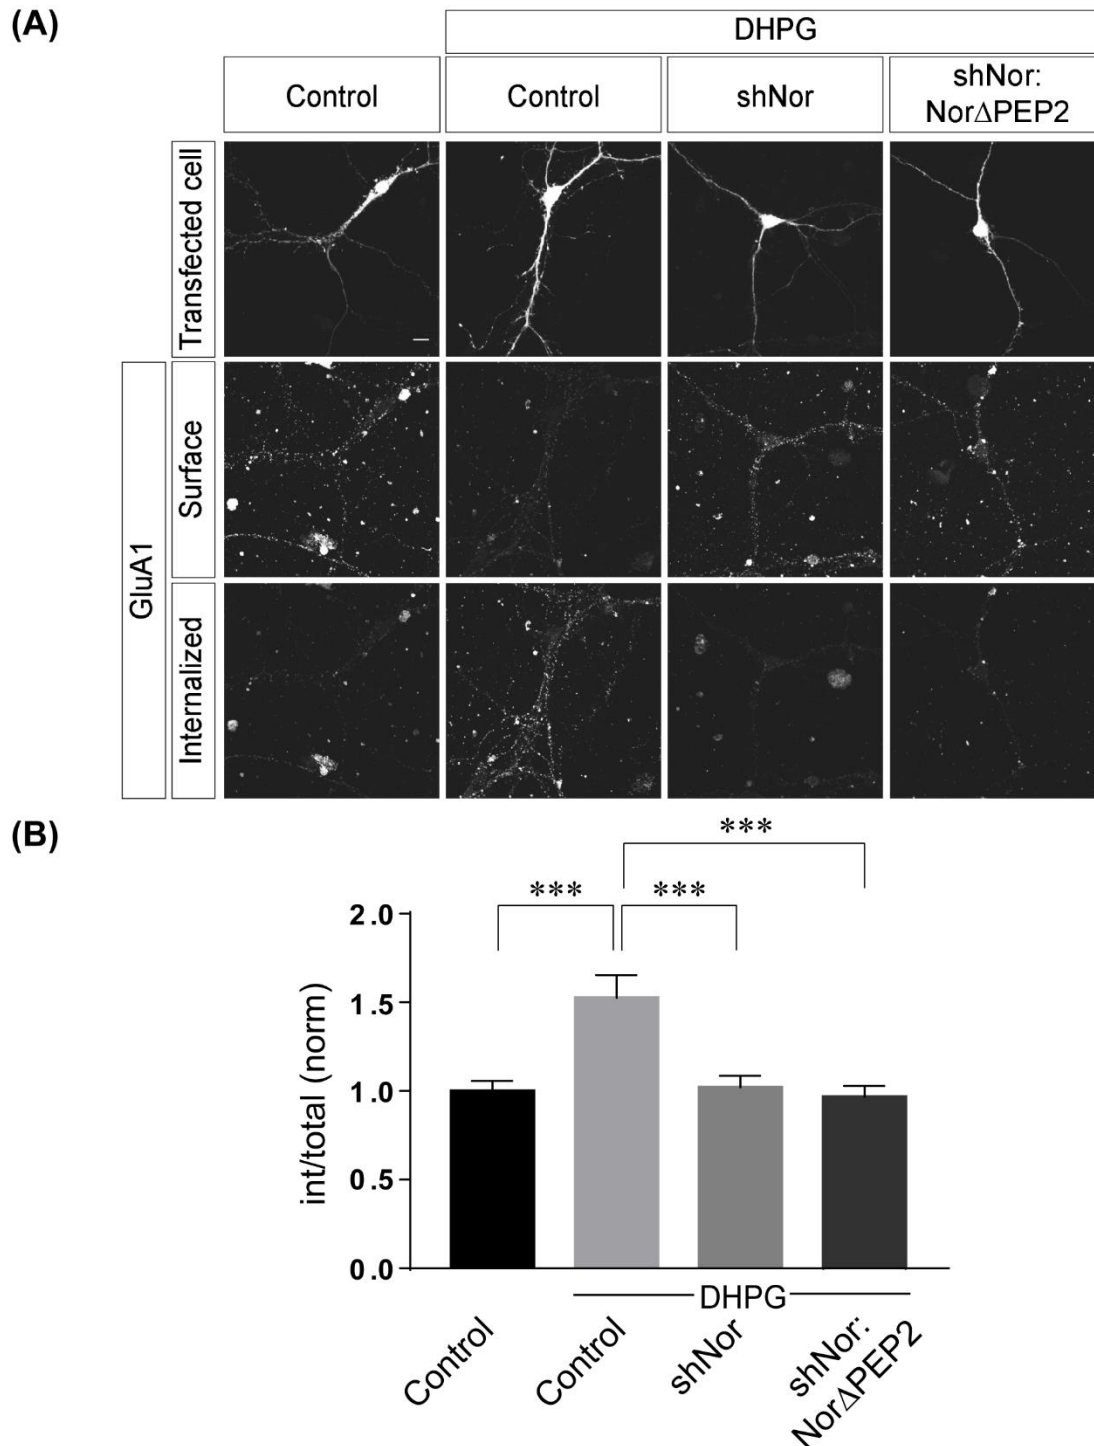 (A)
DHPG
Control
Control
shNor
shNor:
NorΔPEP2
Transfected cell
GluA1
Surface
Internalized
(B)
***
***
***
int/total (norm)
2.0
1.5
1.0
0.5
0.0
DHPG
Control
Control
shNor
shNor:
NorΔPEP2